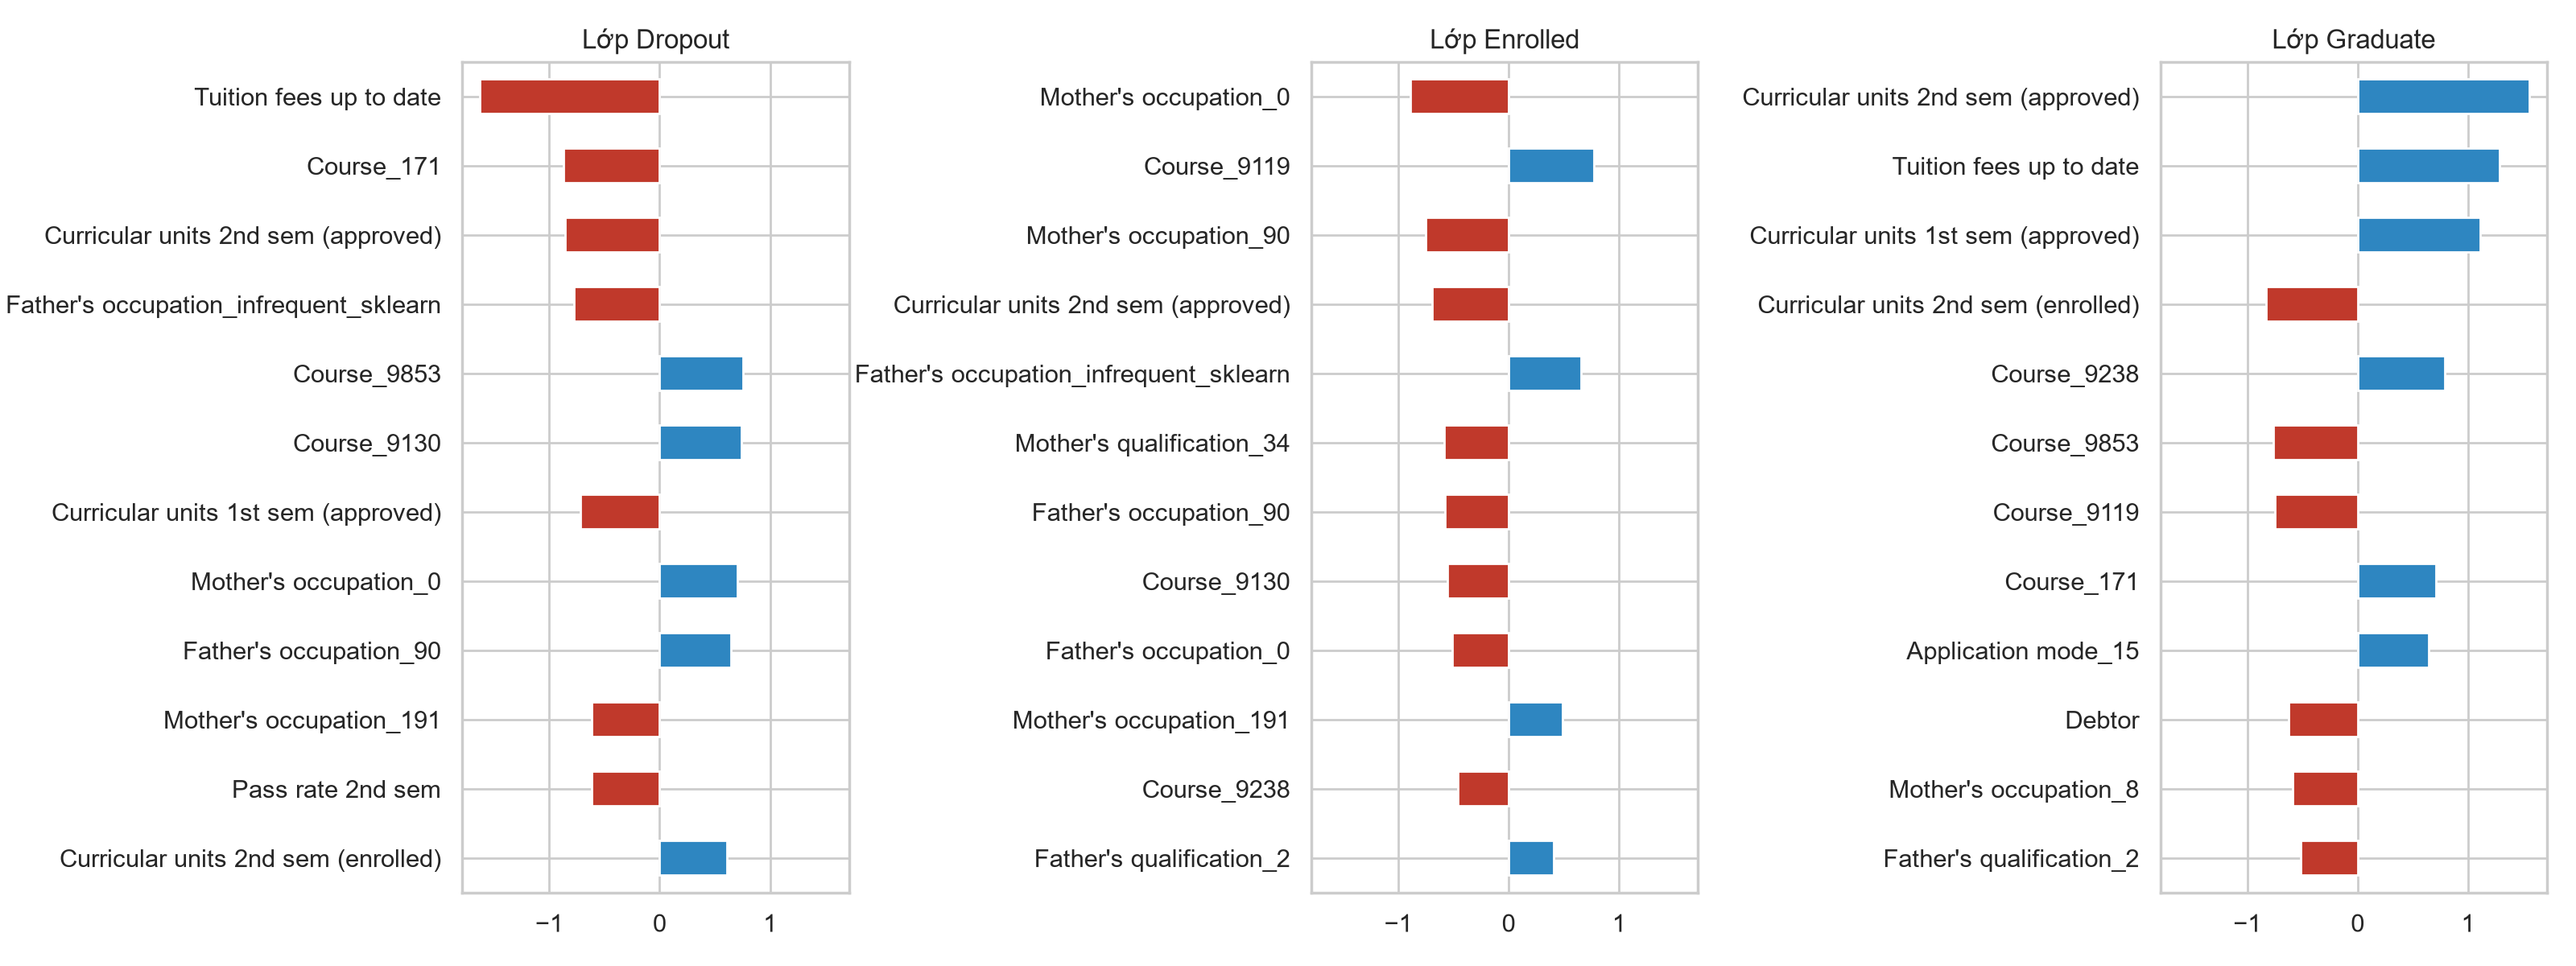 Lớp Dropout
Tuition fees up to date
Course_171
Curricular units 2nd sem (approved)
Father's occupation_infrequent_sklearn
Course_9853
Course_9130
Curricular units 1st sem (approved)
Mother's occupation_0
Father's occupation_90
Mother's occupation_191
Pass rate 2nd sem
Curricular units 2nd sem (enrolled)
−1 0 1
Lớp Enrolled
Mother's occupation_0
Course_9119
Mother's occupation_90
Curricular units 2nd sem (approved)
Father's occupation_infrequent_sklearn
Mother's qualification_34
Father's occupation_90
Course_9130
Father's occupation_0
Mother's occupation_191
Course_9238
Father's qualification_2
−1 0 1
Lớp Graduate
Curricular units 2nd sem (approved)
Tuition fees up to date
Curricular units 1st sem (approved)
Curricular units 2nd sem (enrolled)
Course_9238
Course_9853
Course_9119
Course_171
Application mode_15
Debtor
Mother's occupation_8
Father's qualification_2
−1 0 1